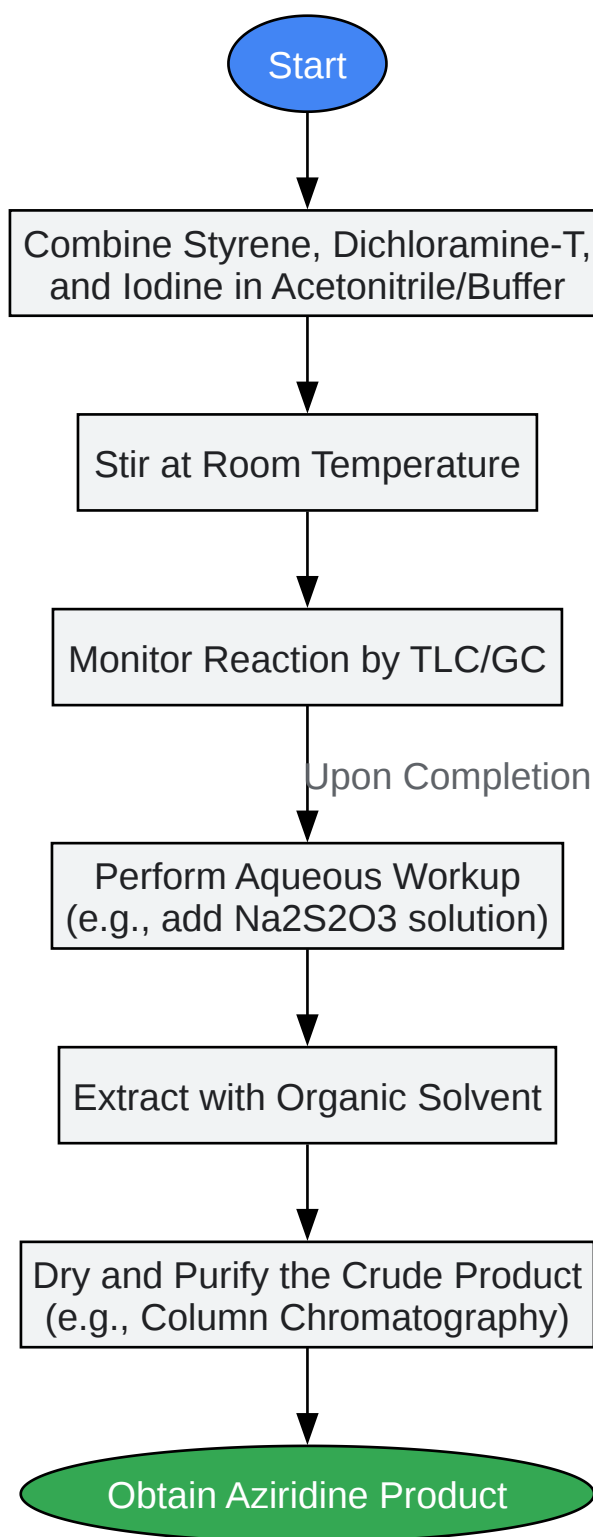 Start
Combine Styrene, Dichloramine-T,
and Iodine in Acetonitrile/Buffer
Stir at Room Temperature
Monitor Reaction by TLC/GC
Upon Completion
Perform Aqueous Workup
(e.g., add Na2S2O3 solution)
Extract with Organic Solvent
Dry and Purify the Crude Product
(e.g., Column Chromatography)
Obtain Aziridine Product